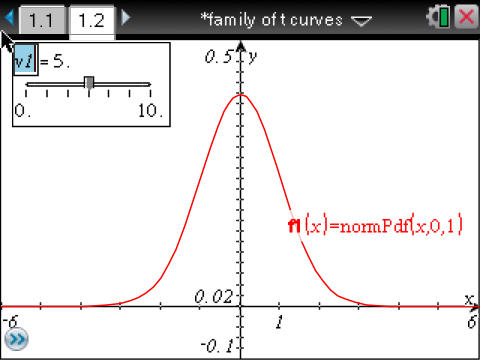 1.1 1.2 *family of t curves
v1 = 5.
0. 10.
0.5 y
f1(x)=normPdf(x,0,1)
0.02 x
-6 1 6
-0.1